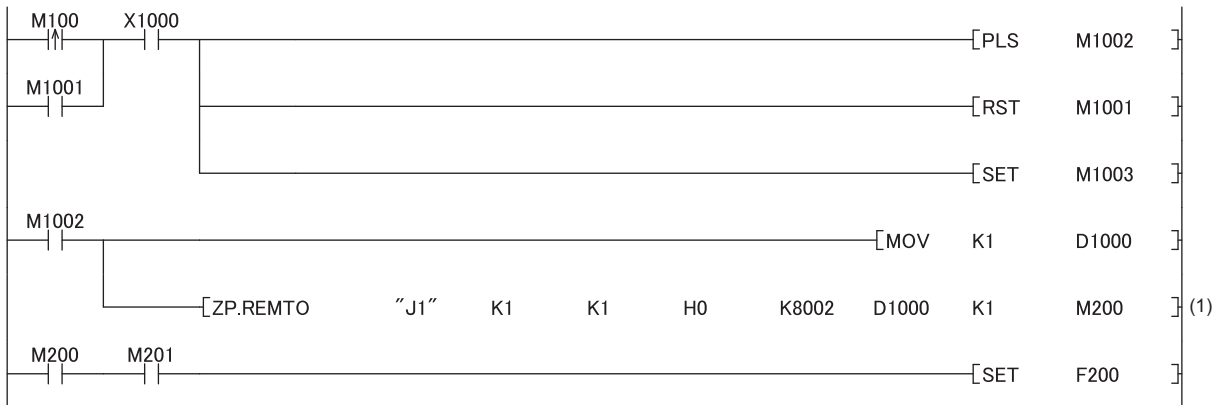 M100 X1000
[PLS M1002 ]
M1001
[RST M1001 ]
[SET M1003 ]
M1002
[MOV K1 D1000 ]
[ZP.REMTO "J1" K1 K1 H0 K8002 D1000 K1 M200 ] (1)
M200 M201
[SET F200 ]